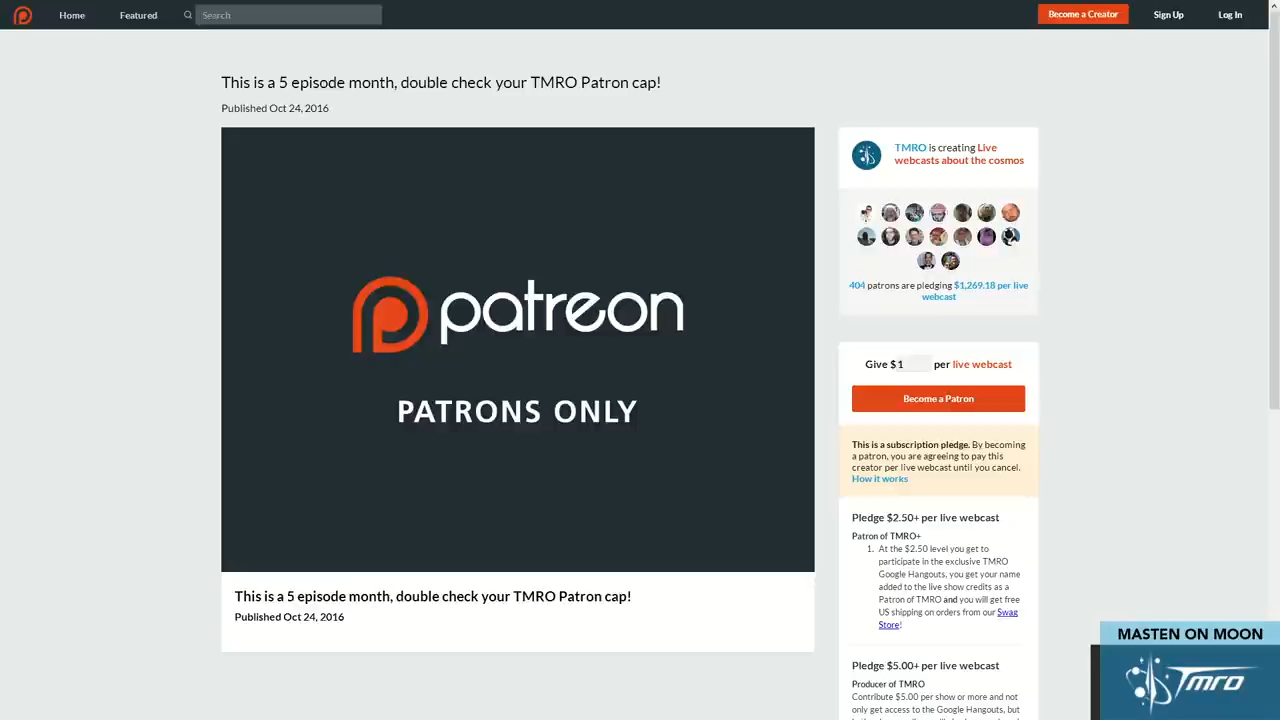 Home
Featured
Search
Become a Creator
Sign Up
Log In
This is a 5 episode month, double check your TMRO Patron cap!
Published Oct 24, 2016
patreon
PATRONS ONLY
This is a 5 episode month, double check your TMRO Patron cap!
Published Oct 24, 2016
TMRO is creating Live
webcasts about the cosmos
404 patrons are pledging $1,269.18 per live
webcast
Give $ 1 per live webcast
Become a Patron
This is a subscription pledge. By becoming
a patron, you are agreeing to pay this
creator per live webcast until you cancel.
How it works
Pledge $2.50+ per live webcast
Patron of TMRO+
1. At the $2.50 level you get to
participate in the exclusive TMRO
Google Hangouts, you get your name
added to the live show credits as a
Patron of TMRO and you will get free
US shipping on orders from our Swag
Store!
Pledge $5.00+ per live webcast
Producer of TMRO
Contribute $5.00 per show or more and not
only get access to the Google Hangouts, but
MASTEN ON MOON
Tmro